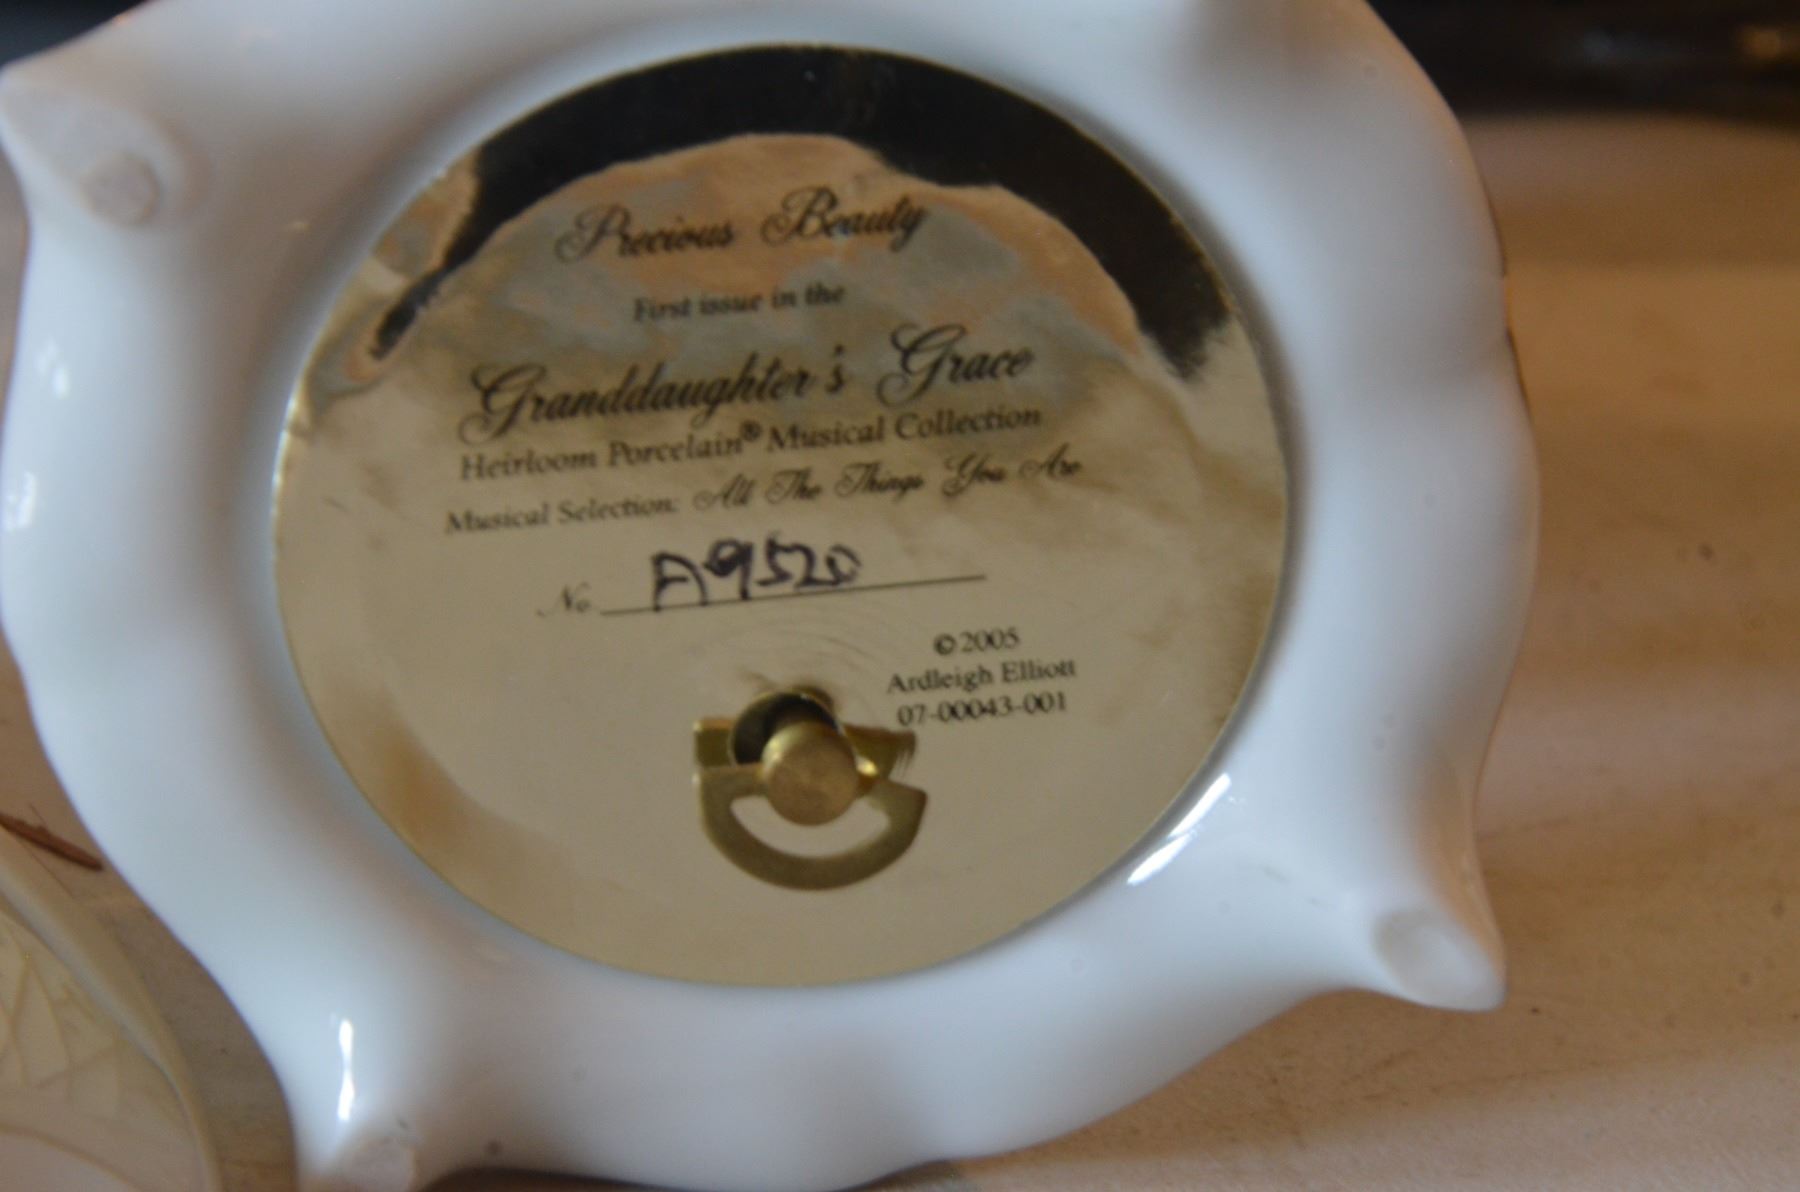 Precious Beauty
First issue in the
Granddaughter's Grace
Heirloom Porcelain® Musical Collection
Musical Selection: All The Things You Are
No. A9520
©2005
Ardleigh Elliott
07-00043-001